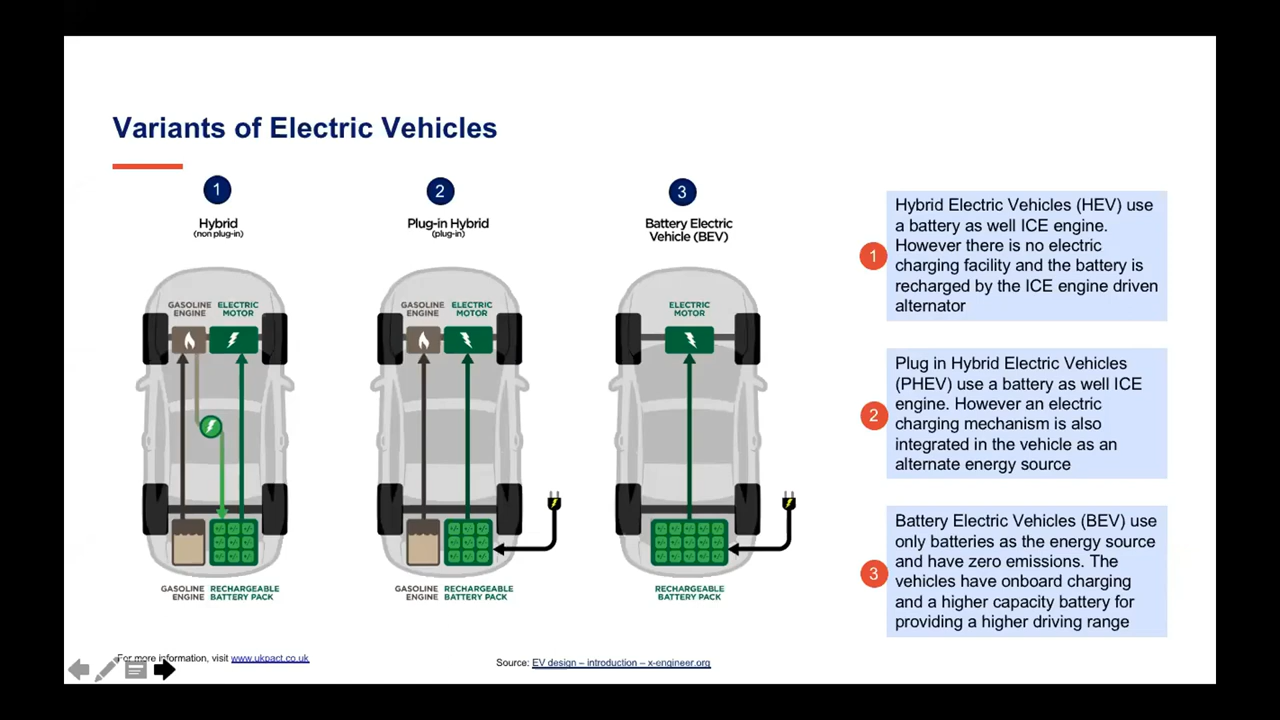 Variants of Electric Vehicles
1
Hybrid
(non plug-in)
GASOLINE ENGINE
ELECTRIC MOTOR
GASOLINE ENGINE
RECHARGEABLE BATTERY PACK
2
Plug-in Hybrid
(plug-in)
GASOLINE ENGINE
ELECTRIC MOTOR
GASOLINE ENGINE
RECHARGEABLE BATTERY PACK
3
Battery Electric
Vehicle (BEV)
ELECTRIC MOTOR
RECHARGEABLE BATTERY PACK
1
Hybrid Electric Vehicles (HEV) use
a battery as well ICE engine.
However there is no electric
charging facility and the battery is
recharged by the ICE engine driven
alternator
2
Plug in Hybrid Electric Vehicles
(PHEV) use a battery as well ICE
engine. However an electric
charging mechanism is also
integrated in the vehicle as an
alternate energy source
3
Battery Electric Vehicles (BEV) use
only batteries as the energy source
and have zero emissions. The
vehicles have onboard charging
and a higher capacity battery for
providing a higher driving range
For more information, visit www.ukpact.co.uk
Source: EV design – introduction – x-engineer.org